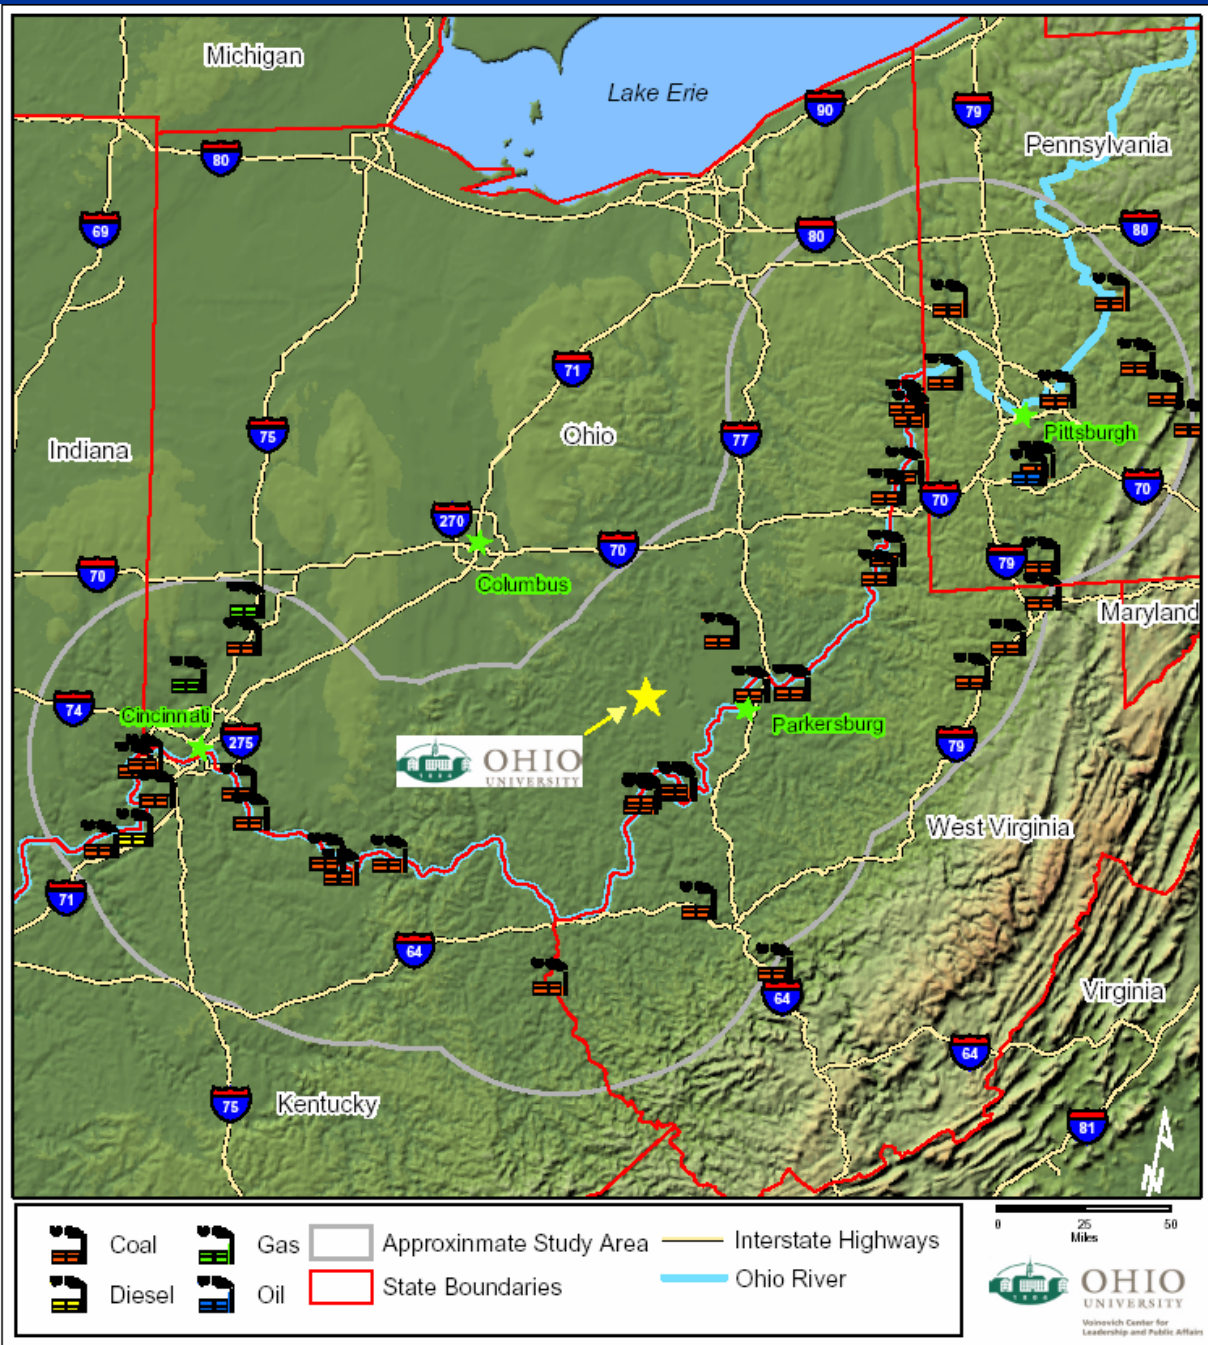 Michigan
Lake Erie
90
79
Pennsylvania
80
69
80
80
71
Ohio
75
77
Indiana
Pittsburgh
270
70
70
70
70
Columbus
79
Maryland
74
Cincinnati
275
Parkersburg
79
OHIO
UNIVERSITY
1804
West Virginia
71
64
64
Virginia
64
75
Kentucky
81
N
Coal
Gas
Approxinmate Study Area
Interstate Highways
Diesel
Oil
State Boundaries
Ohio River
0 25 50
Miles
1804
OHIO
UNIVERSITY
Voinovich Center for
Leadership and Public Affairs